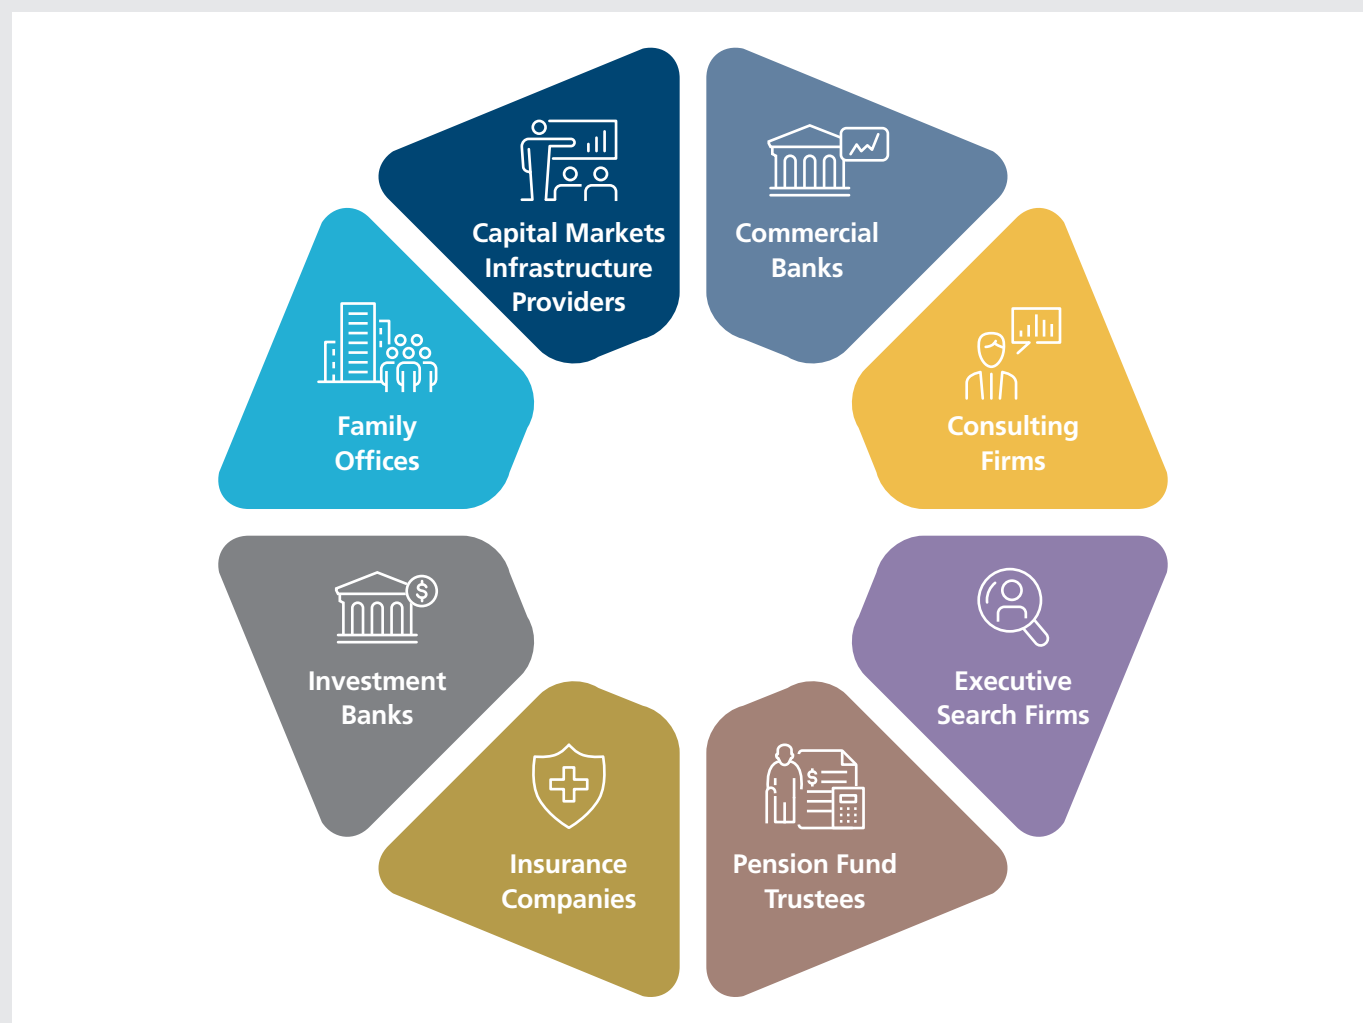 Capital Markets
Infrastructure
Providers
Commercial
Banks
Family
Offices
Consulting
Firms
Investment
Banks
Executive
Search Firms
Insurance
Companies
Pension Fund
Trustees
$
$